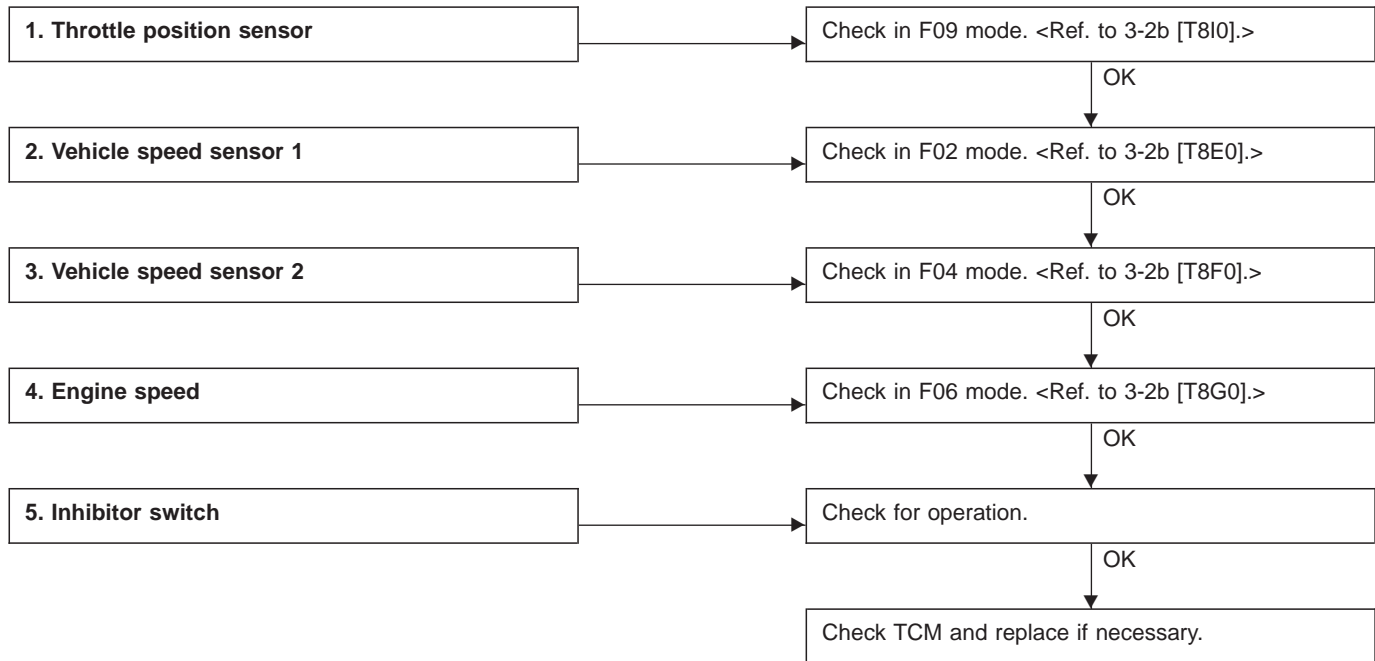 1. Throttle position sensor
Check in F09 mode. <Ref. to 3-2b [T8I0].>
OK
2. Vehicle speed sensor 1
Check in F02 mode. <Ref. to 3-2b [T8E0].>
OK
3. Vehicle speed sensor 2
Check in F04 mode. <Ref. to 3-2b [T8F0].>
OK
4. Engine speed
Check in F06 mode. <Ref. to 3-2b [T8G0].>
OK
5. Inhibitor switch
Check for operation.
OK
Check TCM and replace if necessary.